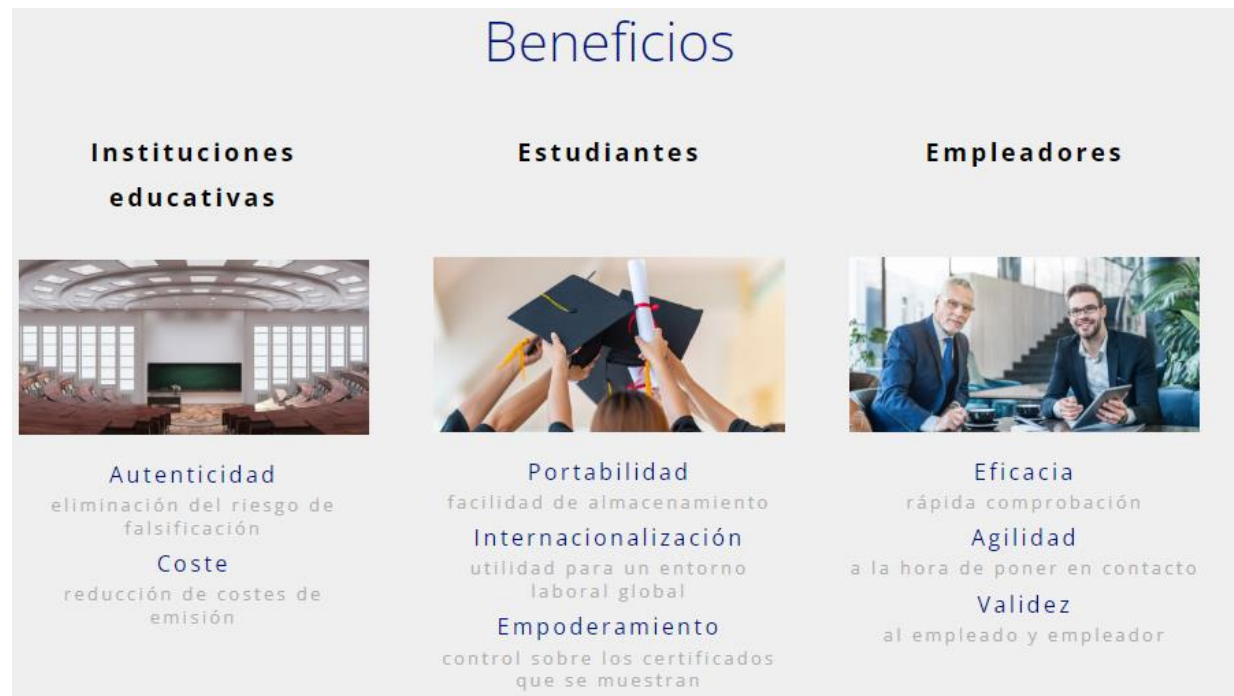 Beneficios
Instituciones
educativas
Autenticidad
eliminación del riesgo de
falsificación
Coste
reducción de costes de
emisión
Estudiantes
Portabilidad
facilidad de almacenamiento
Internacionalización
utilidad para un entorno
laboral global
Empoderamiento
control sobre los certificados
que se muestran
Empleadores
Eficacia
rápida comprobación
Agilidad
a la hora de poner en contacto
Validez
al empleado y empleador